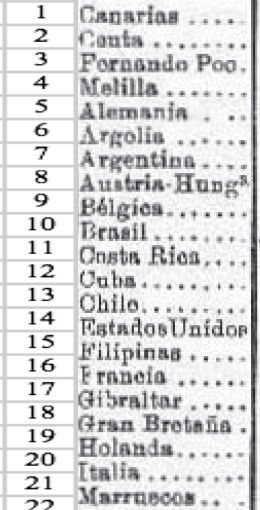 1 Canarias .....
2 Ceuta ........
3 Fernando Poo.
4 Melilla .......
5 Alemania . ..
6 Argelia ......
7 Argentina ....
8 Austria-Hungª
9 Bélgica.......
10 Brasil ........
11 Costa Rica....
12 Cuba.........
13 Chile.........
14 EstadosUnidos
15 Filipinas .....
16 Francia ......
17 Gibraltar .....
18 Gran Bretaña .
19 Holanda......
20 Italia ........
21 Marruecos.. .
22